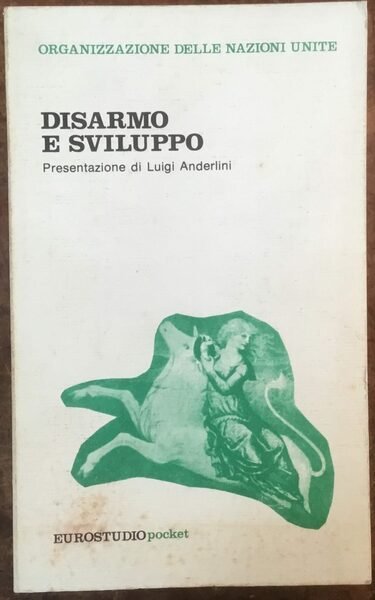 ORGANIZZAZIONE DELLE NAZIONI UNITE
DISARMO
E SVILUPPO
Presentazione di Luigi Anderlini
EUROSTUDIOpocket